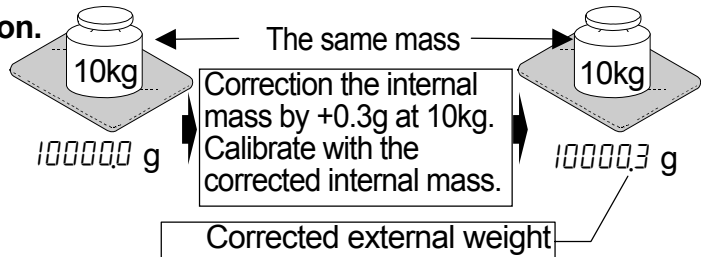 on.
The same mass
10kg
10kg
Correction the internal
mass by +0.3g at 10kg.
Calibrate with the
corrected internal mass.
10000.0 g
10000.3 g
Corrected external weight